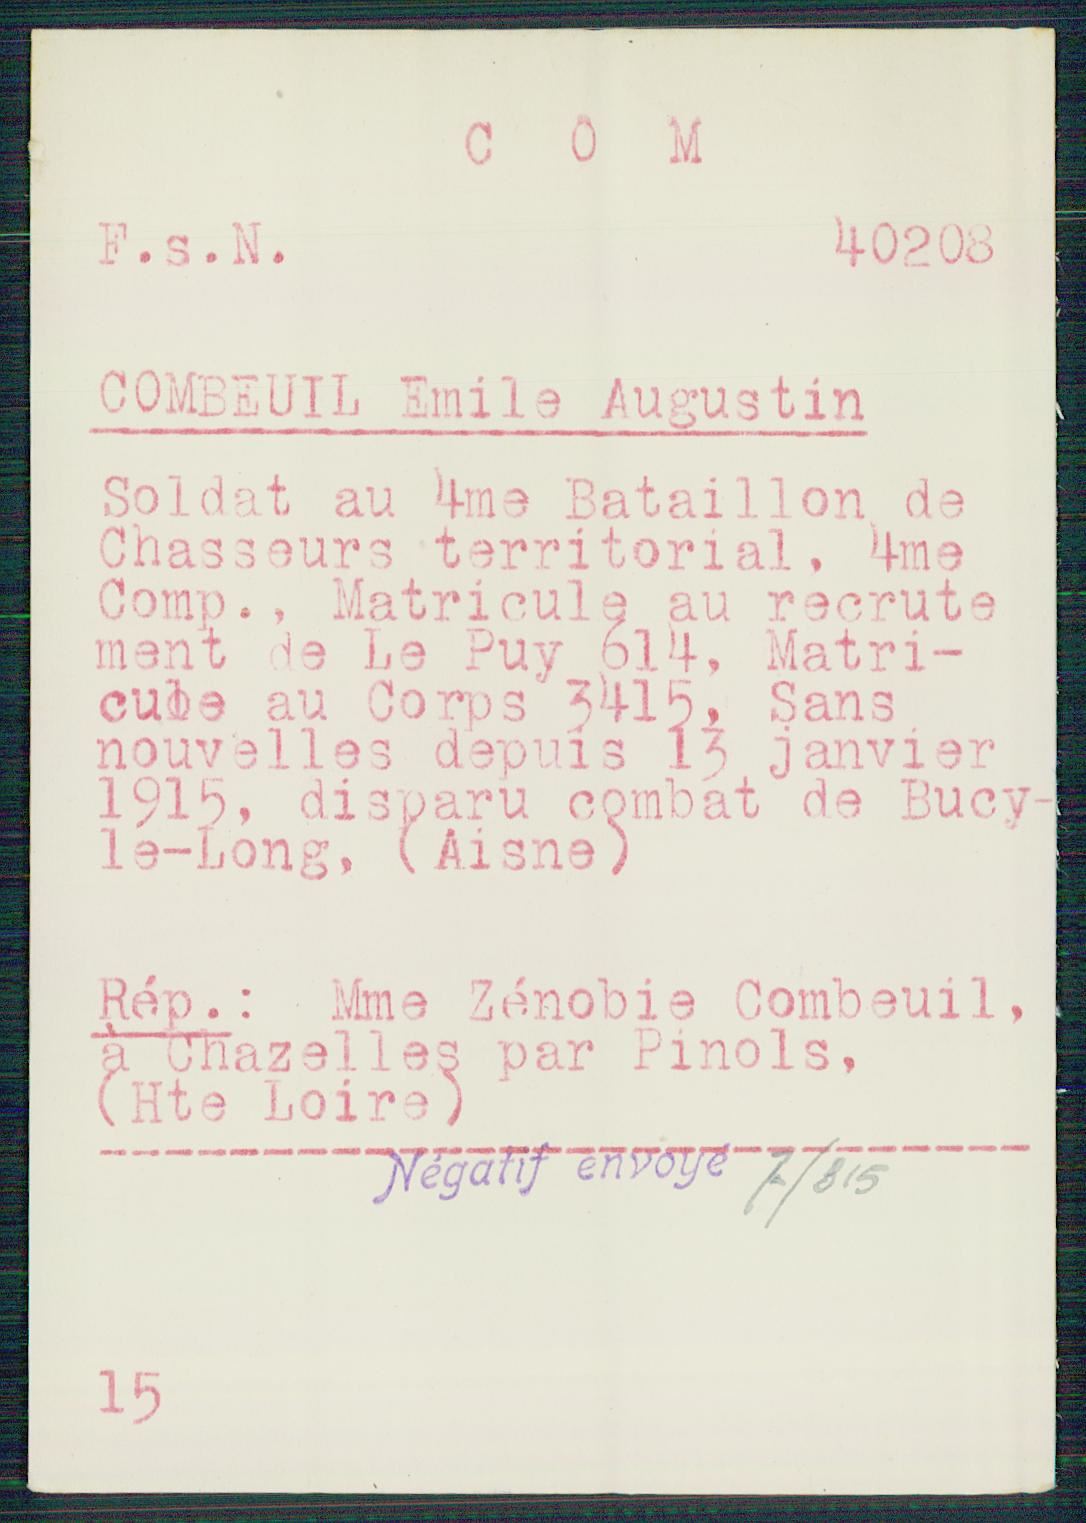 C O M
F.s.N. 40208
COMBEUIL Emile Augustin
Soldat au 4me Bataillon de
Chasseurs territorial, 4me
Comp., Matricule au recrute
ment de Le Puy 614, Matri-
cule au Corps 3415, Sans
nouvelles depuis 13 janvier
1915, disparu combat de Bucy-
le-Long, (Aisne)
Rép.: Mme Zénobie Combeuil,
à Chazelles par Pinols,
(Hte Loire)
Négatif envoyé 7/815
15